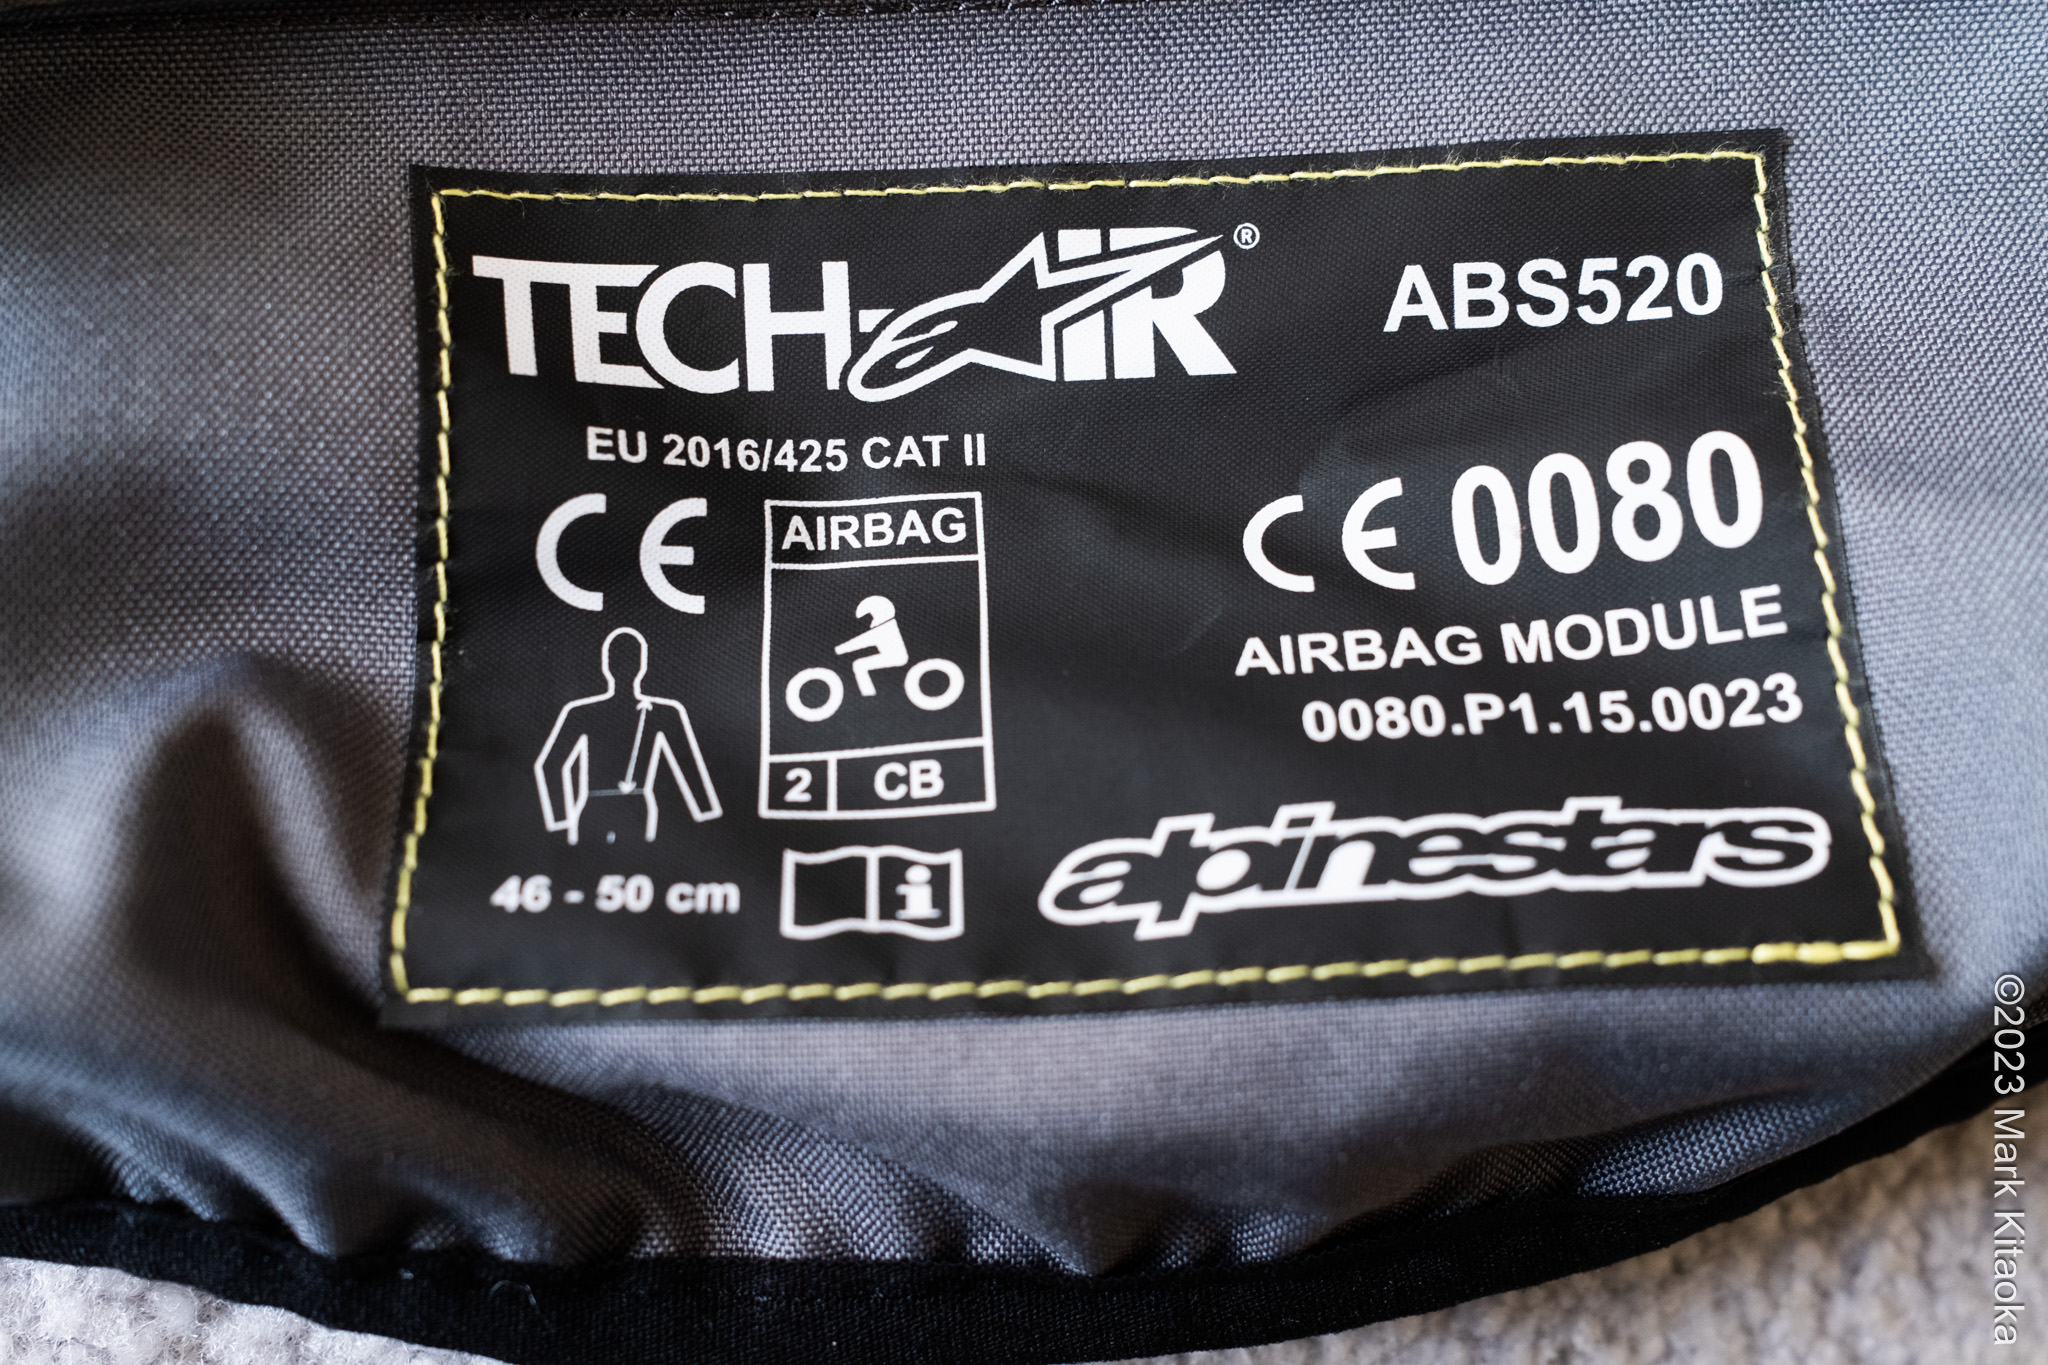 TECH-AIR®
ABS520
EU 2016/425 CAT II
CE
AIRBAG
2 CB
46 - 50 cm
i
CE 0080
AIRBAG MODULE
0080.P1.15.0023
alpinestars
©2023 Mark Kitaoka